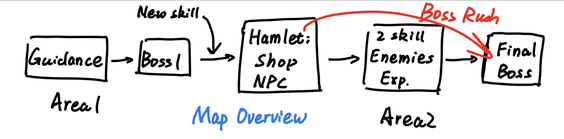 New skill
Boss Rush
Guidance
Boss1
Hamlet:
Shop
NPC
2 skill
Enemies
Exp.
Final
Boss
Area1
Map Overview
Area2